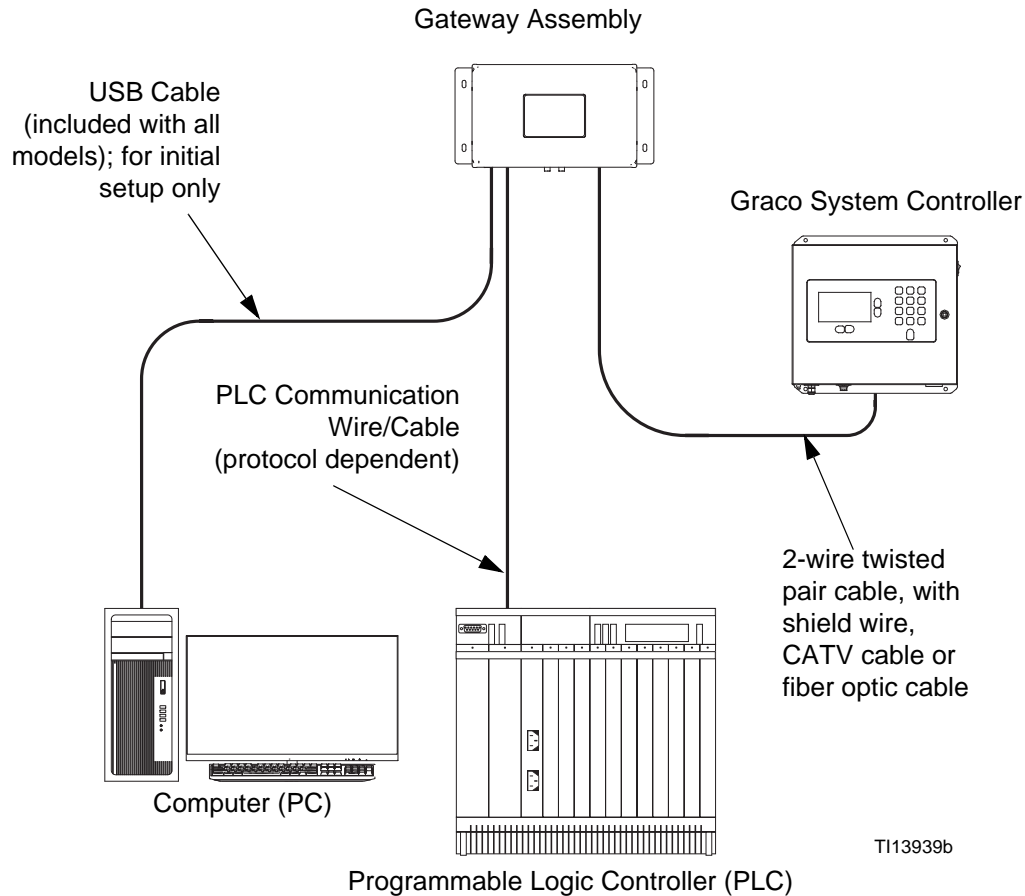 Gateway Assembly
USB Cable
(included with all
models); for initial
setup only
Graco System Controller
PLC Communication
Wire/Cable
(protocol dependent)
2-wire twisted
pair cable, with
shield wire,
CATV cable or
fiber optic cable
Computer (PC)
TI13939b
Programmable Logic Controller (PLC)